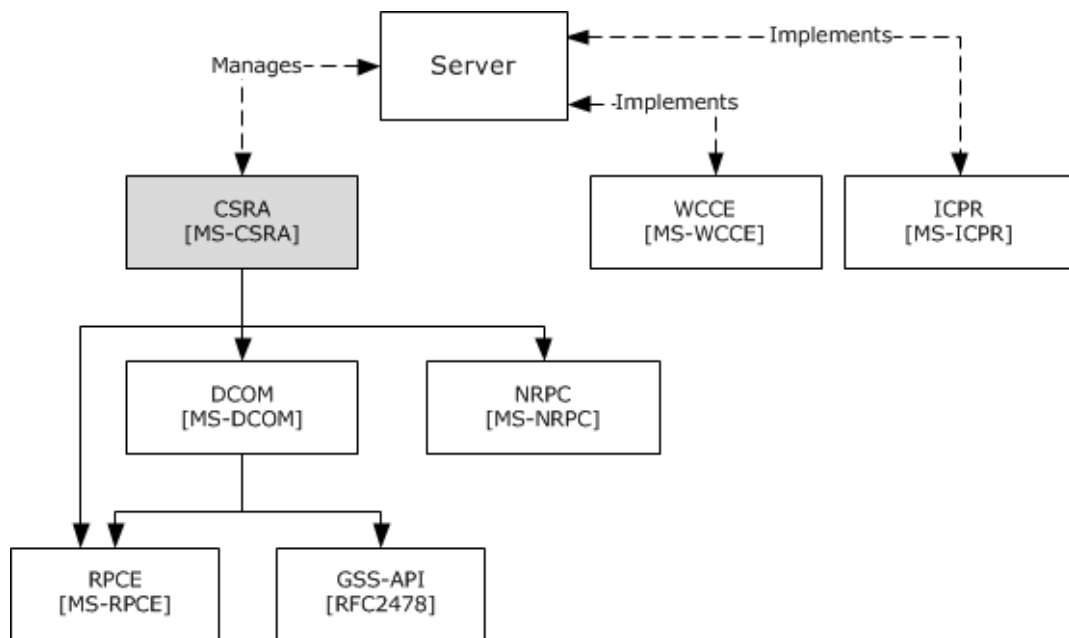 Implements
Server
Manages
Implements
CSRA
[MS-CSRA]
WCCE
[MS-WCCE]
ICPR
[MS-ICPR]
DCOM
[MS-DCOM]
NRPC
[MS-NRPC]
RPCE
[MS-RPCE]
GSS-API
[RFC2478]